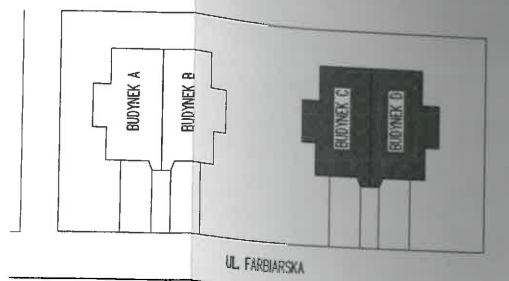 BUDYNEK A
BUDYNEK B
BUDYNEK C
BUDYNEK D
UL. FARBIARSKA